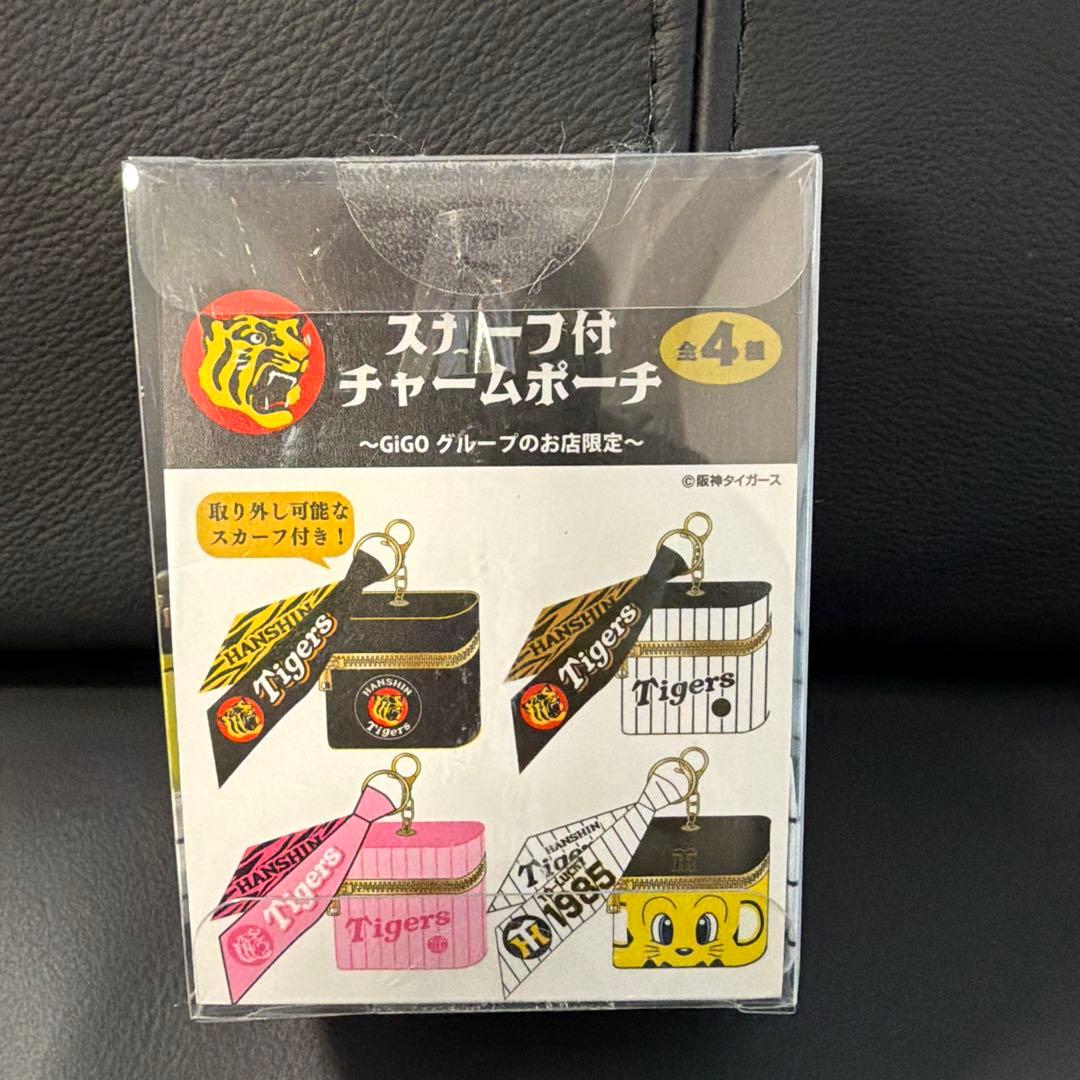 スカーフ付
チャームポーチ
全4種
～GiGO グループのお店限定～
©阪神タイガース
取り外し可能な
スカーフ付き！
HANSHIN
Tigers
HANSHIN
Tigers
HANSHIN
Tigers
Tigers
HANSHIN
Tigers
Tigers
HANSHIN
Tige
To-Lucky
1985